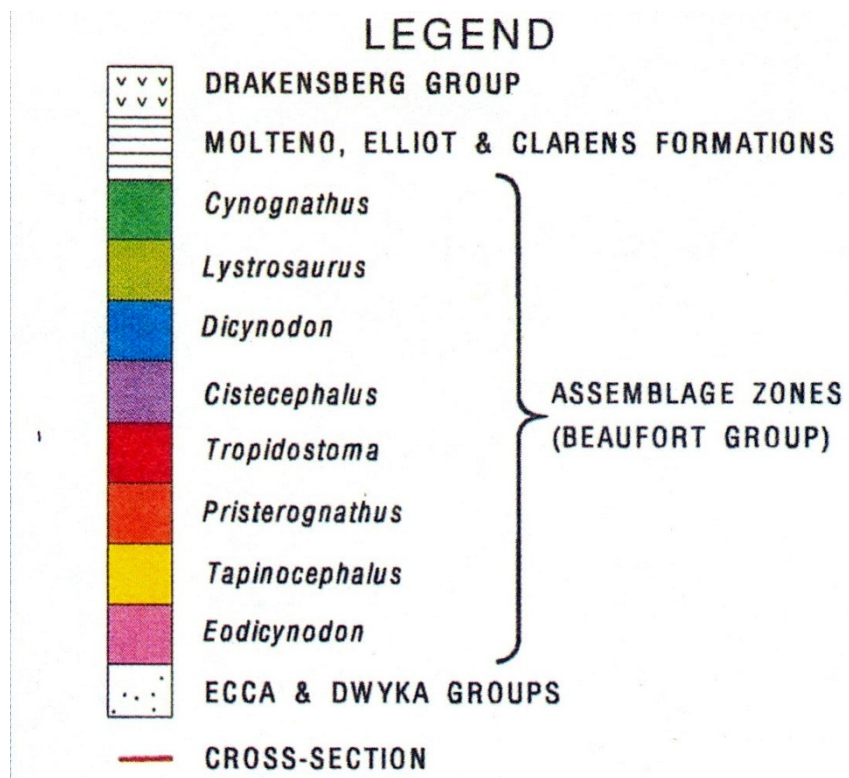 LEGEND
DRAKENSBERG GROUP
MOLTENO, ELLIOT & CLARENS FORMATIONS
Cynognathus
Lystrosaurus
Dicynodon
Cistecephalus
Tropidostoma
Pristerognathus
Tapinocephalus
Eodicynodon
ASSEMBLAGE ZONES
(BEAUFORT GROUP)
ECCA & DWYKA GROUPS
CROSS-SECTION